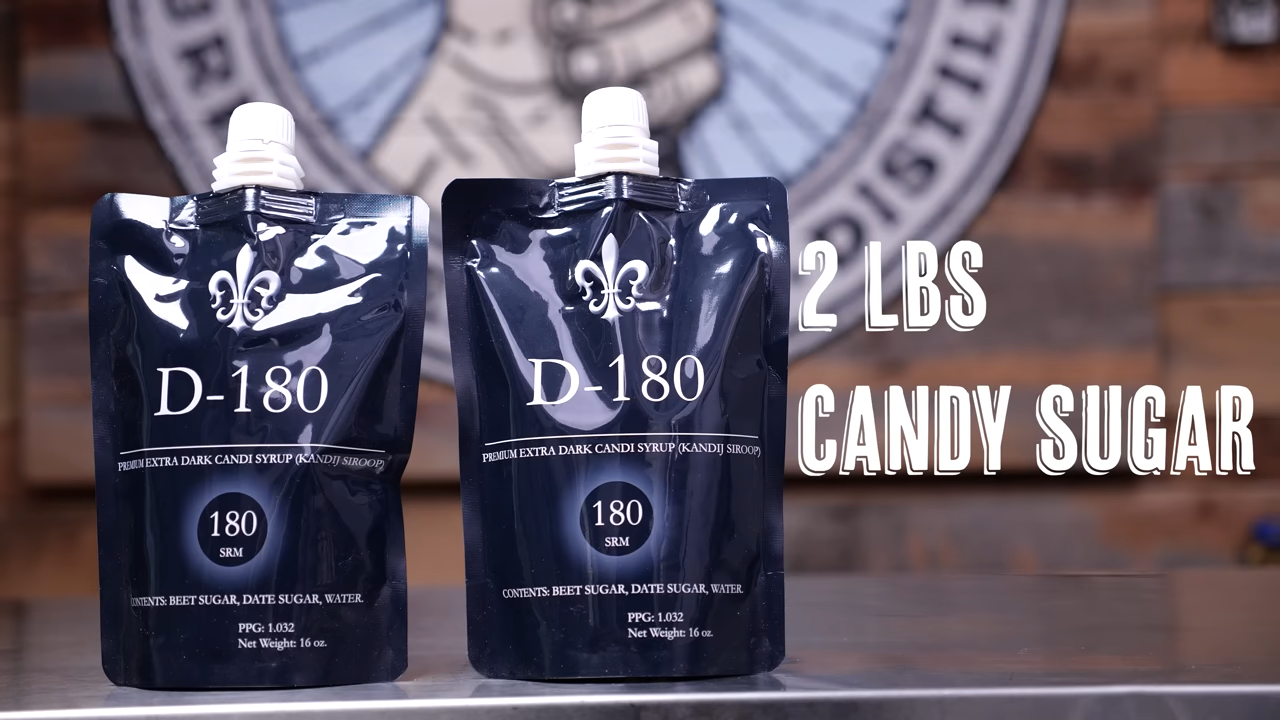 D-180
PREMIUM EXTRA DARK CANDI SYRUP (KANDIJ SIROOP)
180
SRM
CONTENTS: BEET SUGAR, DATE SUGAR, WATER.
PPG: 1.032
Net Weight: 16 oz.
D-180
PREMIUM EXTRA DARK CANDI SYRUP (KANDIJ SIROOP)
180
SRM
CONTENTS: BEET SUGAR, DATE SUGAR, WATER.
PPG: 1.032
Net Weight: 16 oz.
2 LBS
CANDY SUGAR